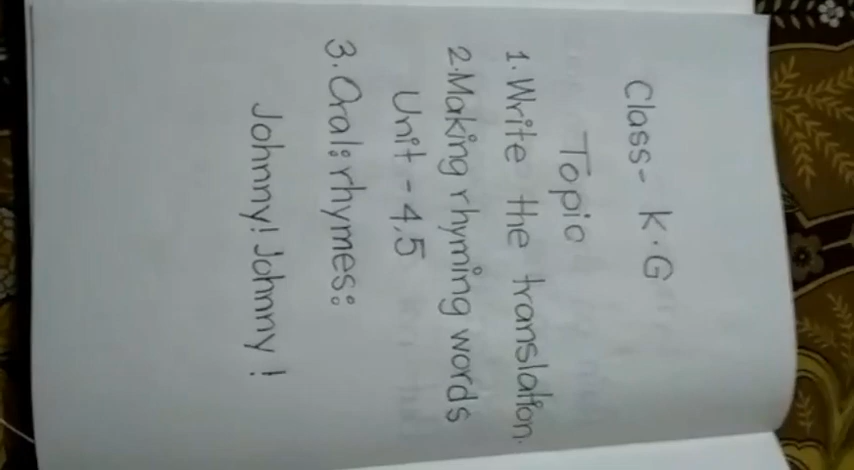 Class- K.G
Topic
1. Write the translation.
2. Making rhyming words
Unit - 4,5
3. Oral: rhymes:
Johnny! Johnny!